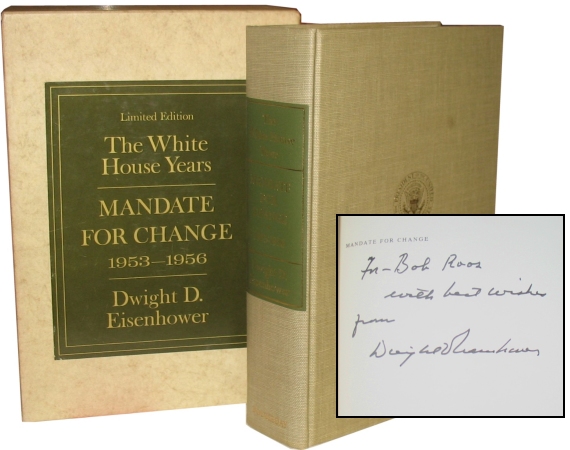 Limited Edition
The White
House Years
MANDATE
FOR CHANGE
1953—1956
Dwight D.
Eisenhower
MANDATE FOR CHANGE
For – Bob Roos
with best wishes
from
Dwight D Eisenhower